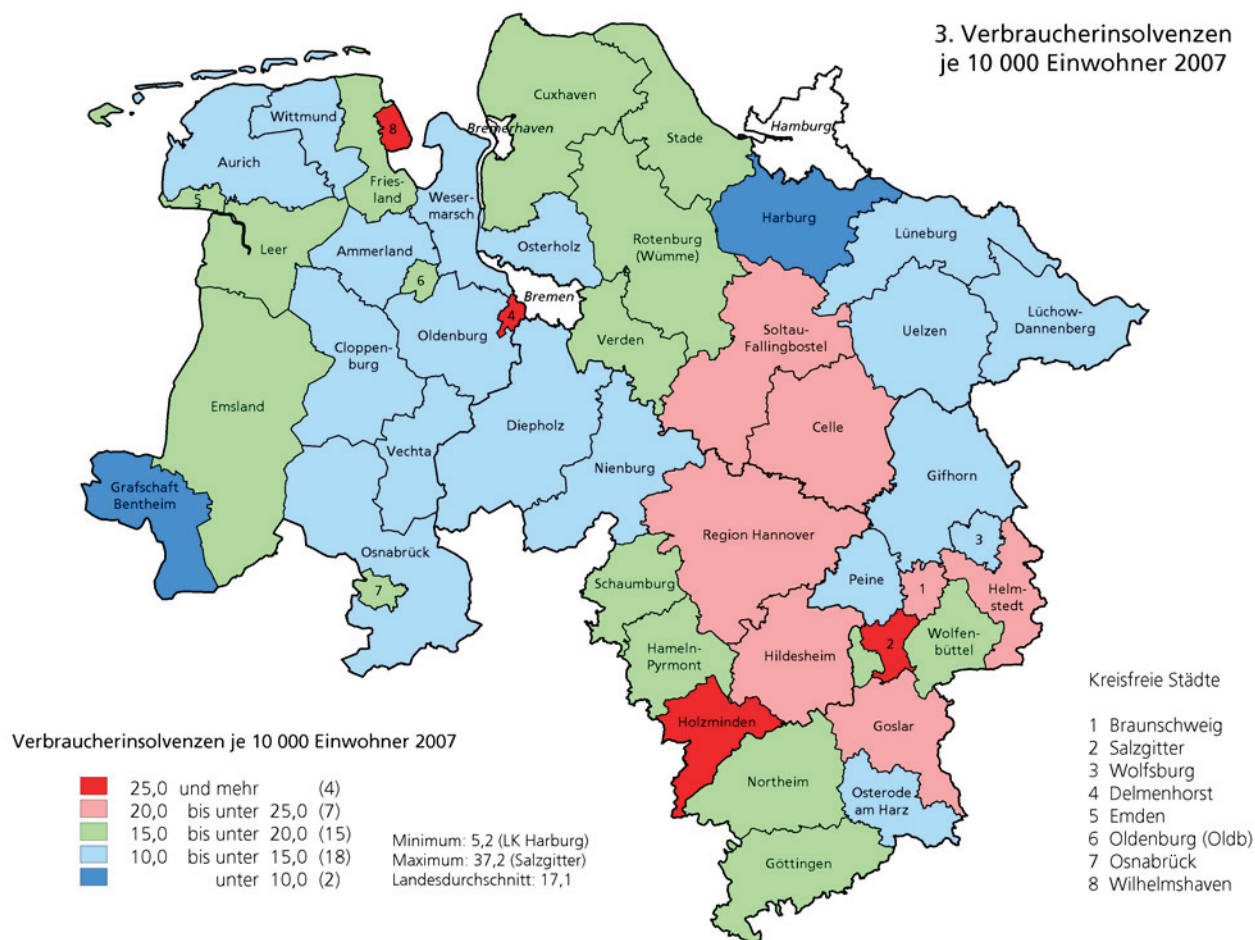 3. Verbraucherinsolvenzen
je 10 000 Einwohner 2007
Cuxhaven
Wittmund
8
Bremerhaven
Stade
Hamburg
Aurich
Fries-
land
Weser-
marsch
5
Harburg
Leer
Ammerland
Osterholz
Rotenburg
(Wümme)
Lüneburg
6
Bremen
4
Oldenburg
Verden
Soltau-
Fallingbostel
Uelzen
Lüchow-
Dannenberg
Cloppen-
burg
Emsland
Vechta
Diepholz
Nienburg
Celle
Gifhorn
Grafschaft
Bentheim
Region Hannover
3
Osnabrück
7
Schaumburg
Peine
1
Helm-
stedt
Hameln-
Pyrmont
Hildesheim
2
Wolfen-
büttel
Holzminden
Goslar
Northeim
Osterode
am Harz
Göttingen
Verbraucherinsolvenzen je 10 000 Einwohner 2007
25,0 und mehr (4)
20,0 bis unter 25,0 (7)
15,0 bis unter 20,0 (15)
10,0 bis unter 15,0 (18)
unter 10,0 (2)
Minimum: 5,2 (LK Harburg)
Maximum: 37,2 (Salzgitter)
Landesdurchschnitt: 17,1
Kreisfreie Städte
1 Braunschweig
2 Salzgitter
3 Wolfsburg
4 Delmenhorst
5 Emden
6 Oldenburg (Oldb)
7 Osnabrück
8 Wilhelmshaven